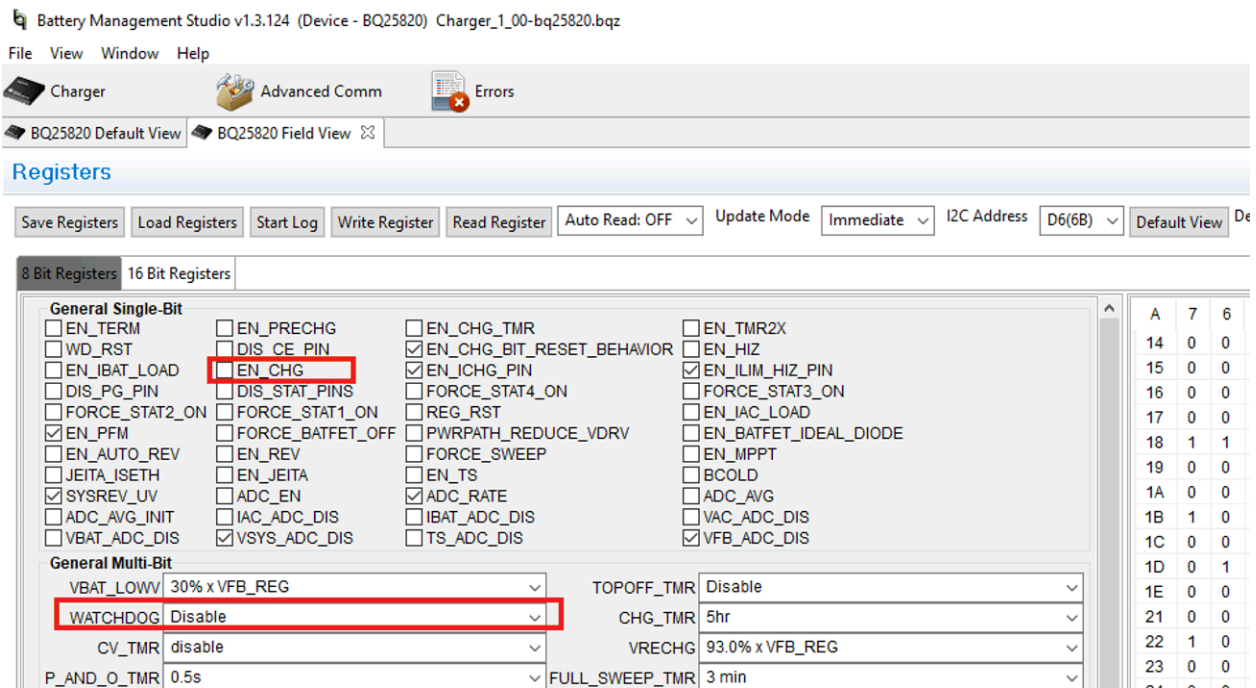 Battery Management Studio v1.3.124 (Device - BQ25820) Charger_1_00-bq25820.bqz
File View Window Help
Charger Advanced Comm Errors
BQ25820 Default View BQ25820 Field View
Registers
Save Registers Load Registers Start Log Write Register Read Register Auto Read: OFF Update Mode Immediate I2C Address D6(6B) Default View De
8 Bit Registers 16 Bit Registers
General Single-Bit
EN_TERM EN_PRECHG EN_CHG_TMR EN_TMR2X A 7 6
WD_RST DIS_CE_PIN EN_CHG_BIT_RESET_BEHAVIOR EN_HIZ 14 0 0
EN_IBAT_LOAD EN_CHG EN_ICHG_PIN EN_ILIM_HIZ_PIN 15 0 0
DIS_PG_PIN DIS_STAT_PINS FORCE_STAT4_ON FORCE_STAT3_ON 16 0 0
FORCE_STAT2_ON FORCE_STAT1_ON REG_RST EN_IAC_LOAD 17 0 0
EN_PFM FORCE_BATFET_OFF PWRPATH_REDUCE_VDRV EN_BATFET_IDEAL_DIODE 18 1 1
EN_AUTO_REV EN_REV FORCE_SWEEP EN_MPPT 19 0 0
JEITA_ISETH EN_JEITA EN_TS BCOLD
SYSREV_UV ADC_EN ADC_RATE ADC_AVG 1A 0 0
ADC_AVG_INIT IAC_ADC_DIS IBAT_ADC_DIS VAC_ADC_DIS 1B 1 0
VBAT_ADC_DIS VSYS_ADC_DIS TS_ADC_DIS VFB_ADC_DIS 1C 0 0
General Multi-Bit 1D 0 1
VBAT_LOWV 30% x VFB_REG TOPOFF_TMR Disable 1E 0 0
WATCHDOG Disable CHG_TMR 5hr 21 0 0
CV_TMR disable VRECHG 93.0% x VFB_REG 22 1 0
P_AND_O_TMR 0.5s FULL_SWEEP_TMR 3 min 23 0 0